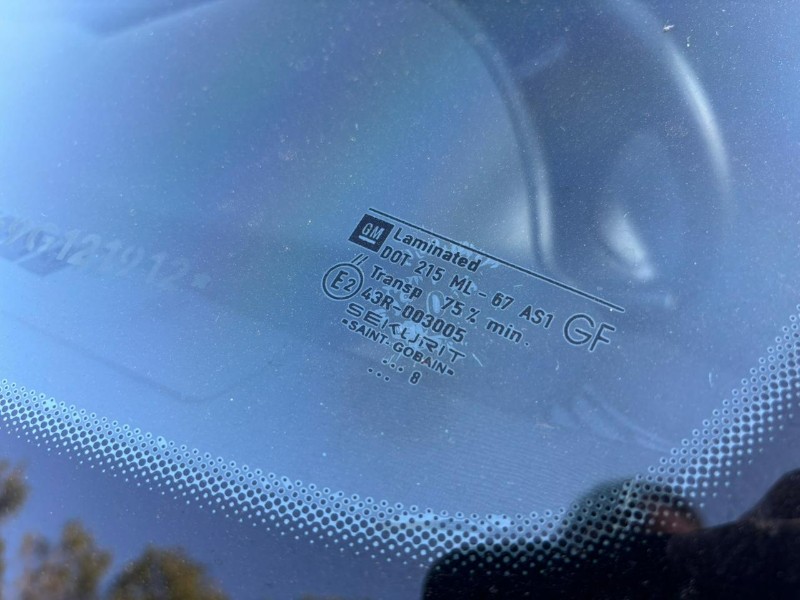 GM Laminated
DOT 215 ML-67 AS1 GF
// Transp 75% min.
E2 43R-003005
SEKURIT
•SAINT-GOBAIN•
... 8